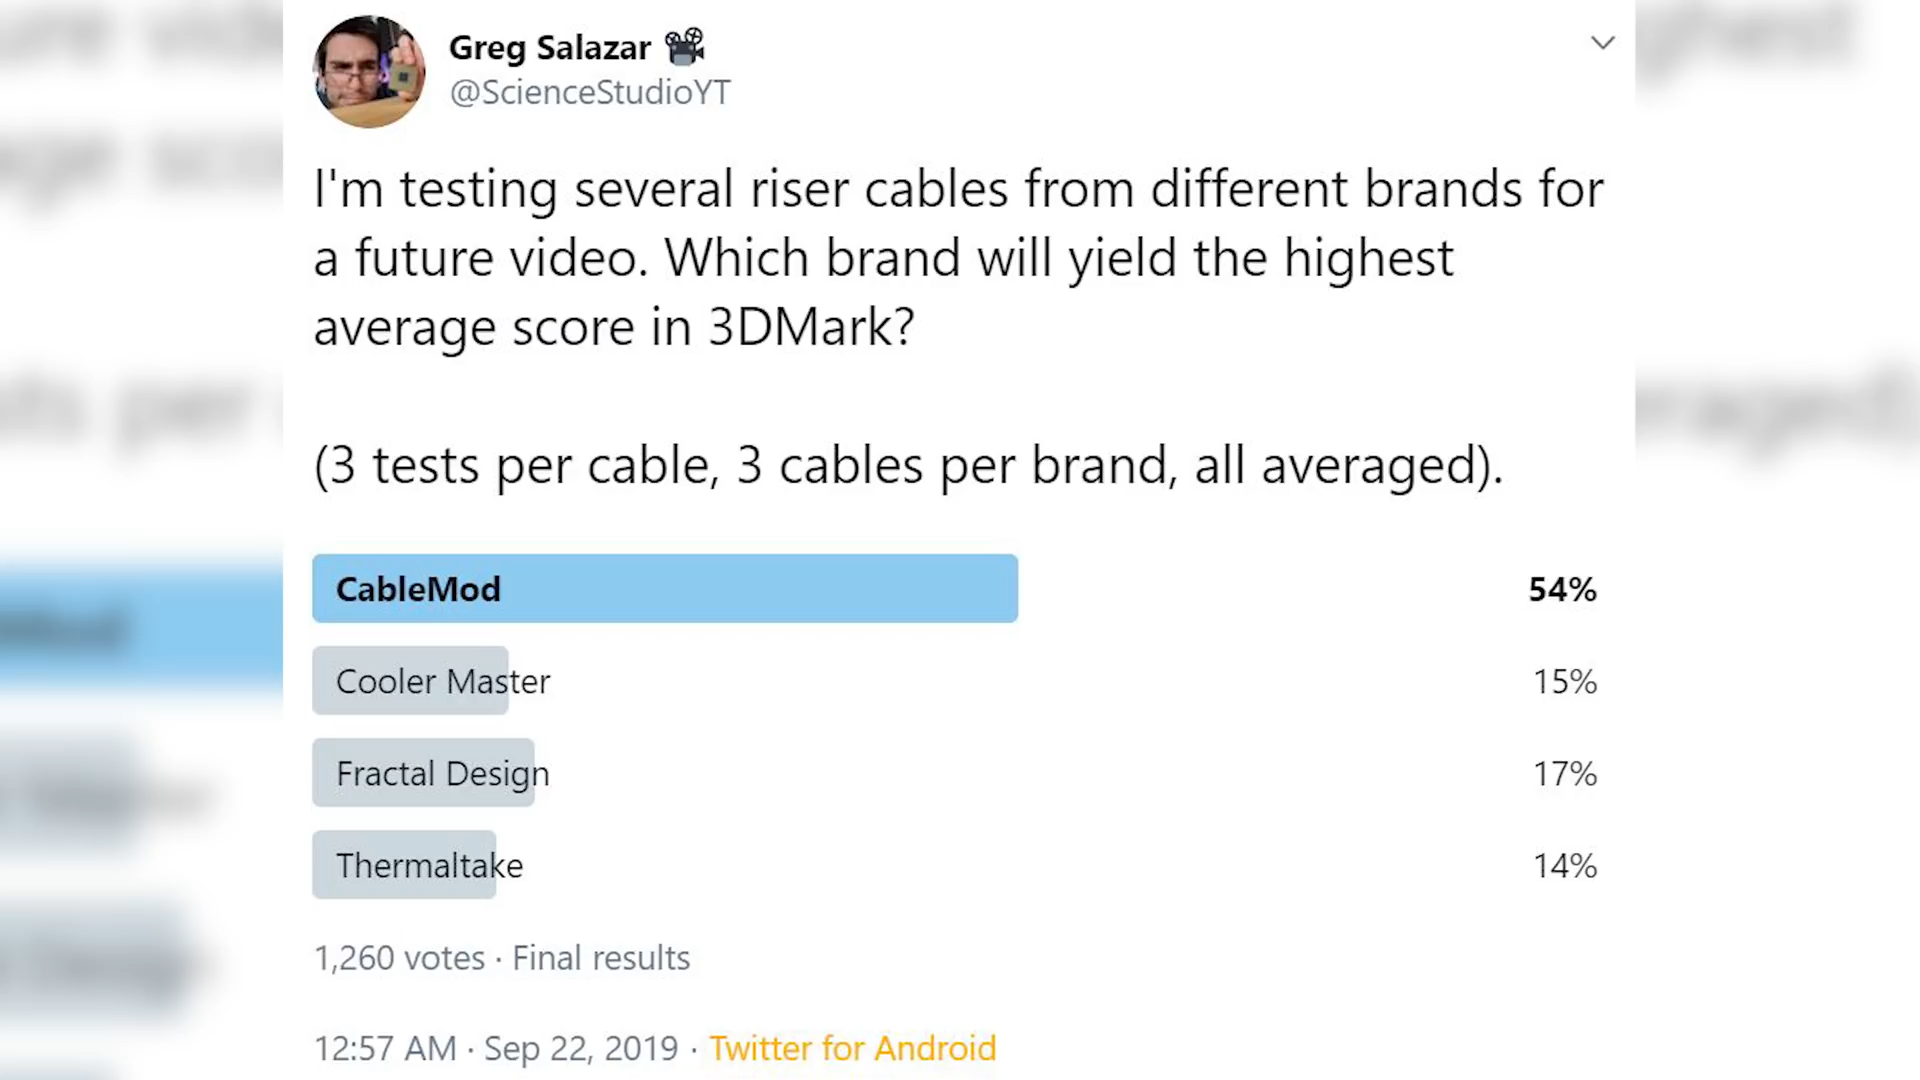 Greg Salazar
@ScienceStudioYT
I'm testing several riser cables from different brands for
a future video. Which brand will yield the highest
average score in 3DMark?
(3 tests per cable, 3 cables per brand, all averaged).
CableMod 54%
Cooler Master 15%
Fractal Design 17%
Thermaltake 14%
1,260 votes · Final results
12:57 AM · Sep 22, 2019 · Twitter for Android